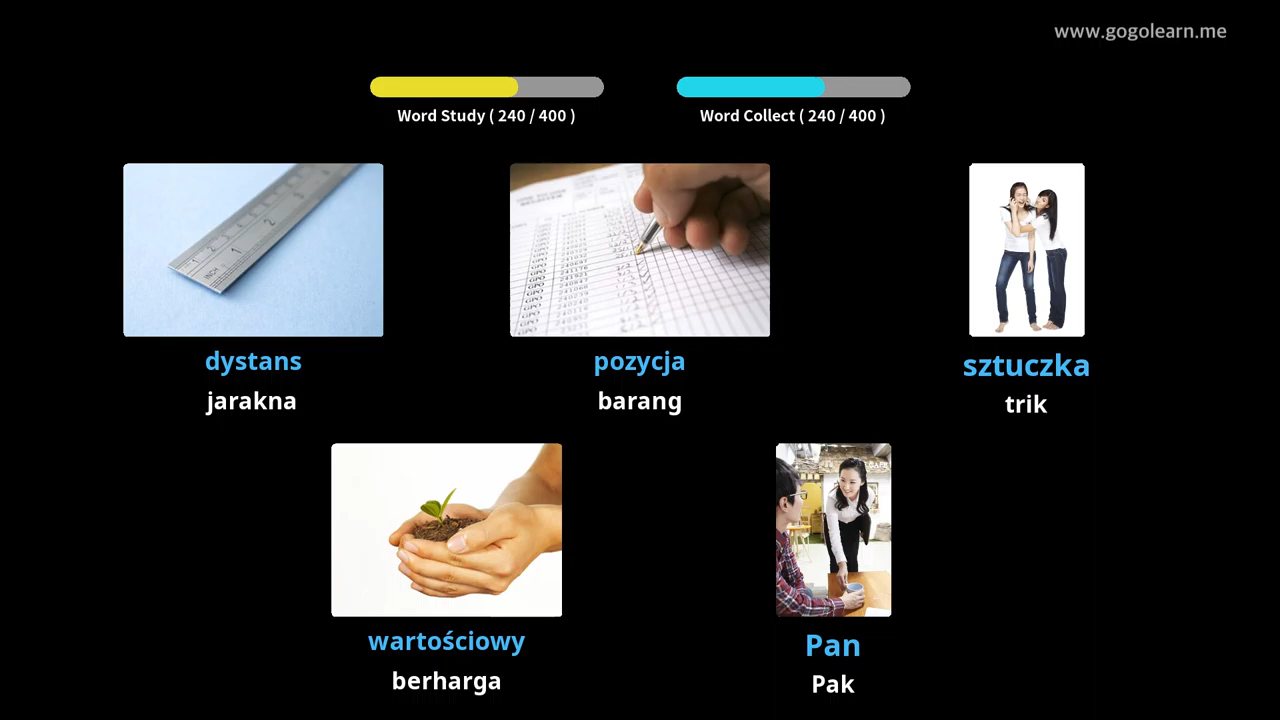 www.gogolearn.me
Word Study ( 240 / 400 )
Word Collect ( 240 / 400 )
dystans
jarakna
pozycja
barang
sztuczka
trik
wartościowy
berharga
Pan
Pak